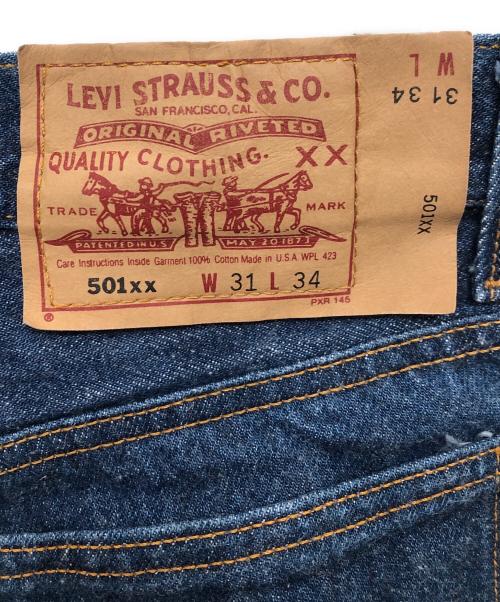 LEVI STRAUSS & CO.
SAN FRANCISCO, CAL.
ORIGINAL RIVETED
QUALITY CLOTHING. XX
TRADE MARK
PATENTED IN U.S. MAY 20 1873
Care Instructions Inside Garment 100% Cotton Made in U.S.A. WPL 423
501xx W 31 L 34
PXR 145
®
W L
31 34
501xx